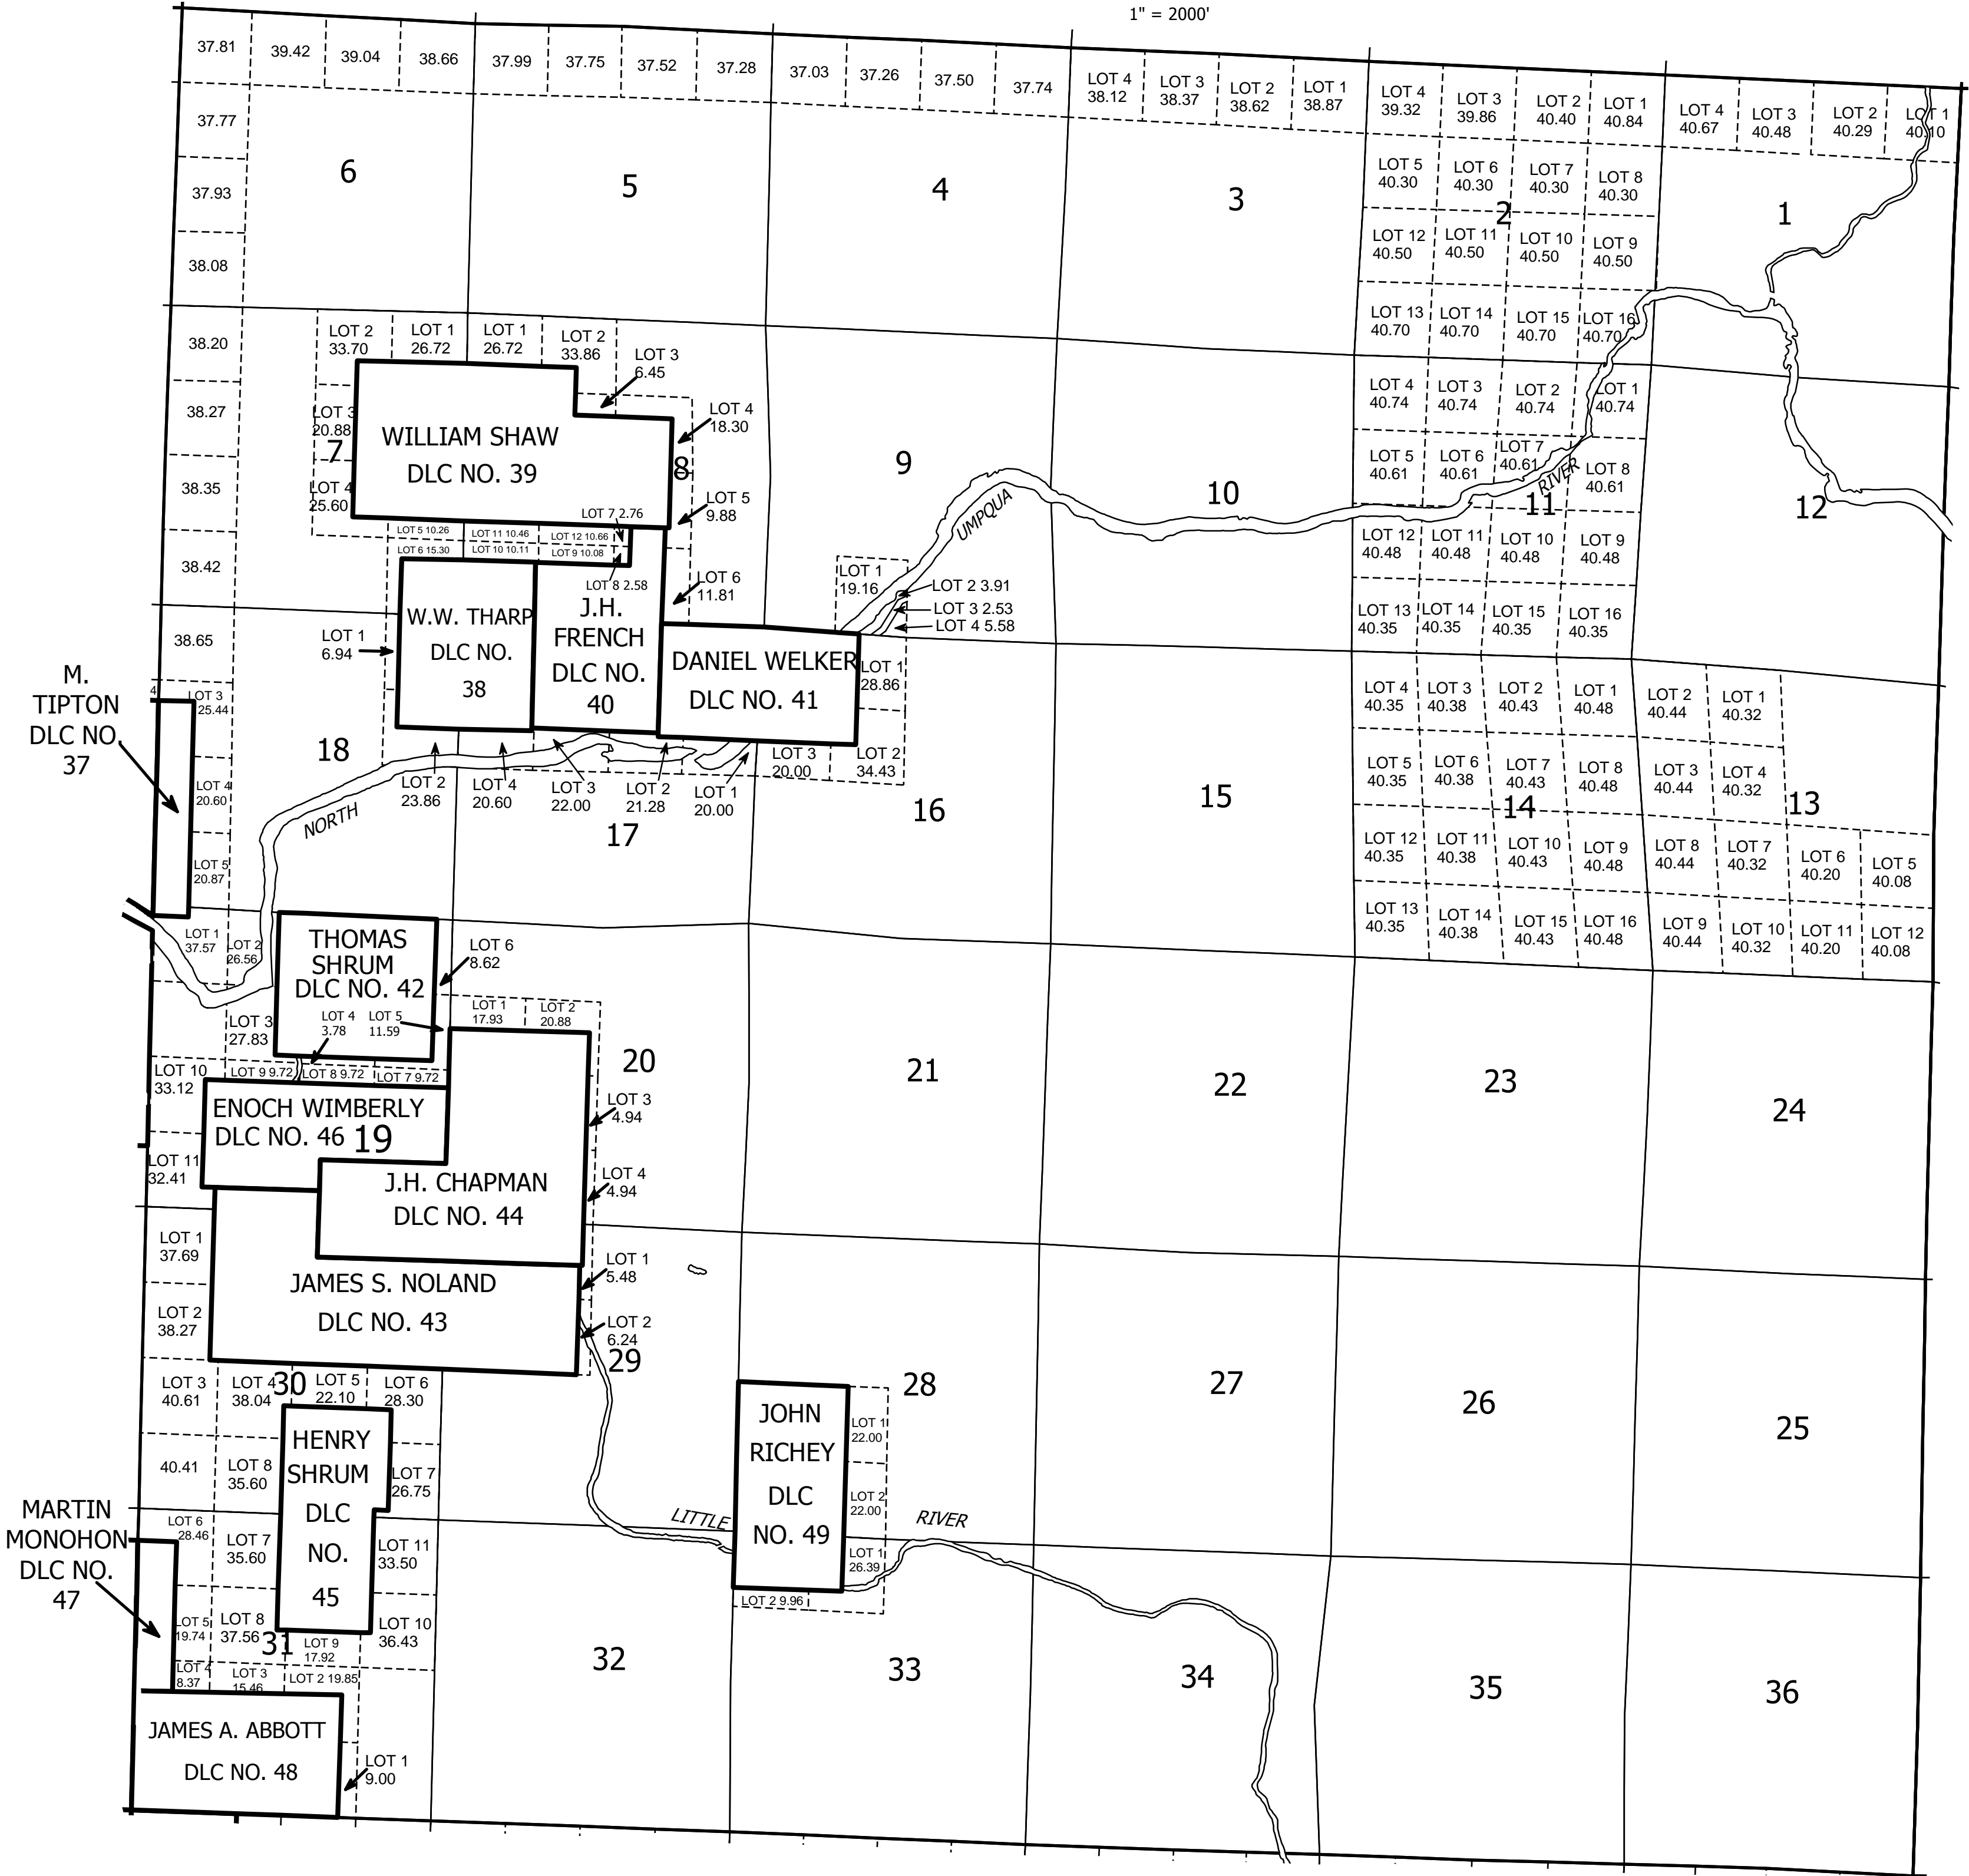 1" = 2000'
37.81
39.42
39.04
38.66
37.99
37.75
37.52
37.28
37.03
37.26
37.50
37.74
LOT 4
38.12
LOT 3
38.37
LOT 2
38.62
LOT 1
38.87
LOT 4
39.32
LOT 3
39.86
LOT 2
40.40
LOT 1
40.84
LOT 4
40.67
LOT 3
40.48
LOT 2
40.29
LOT 1
40.10
37.77
37.93
38.08
6
5
4
3
2
1
LOT 5
40.30
LOT 6
40.30
LOT 7
40.30
LOT 8
40.30
LOT 12
40.50
LOT 11
40.50
LOT 10
40.50
LOT 9
40.50
LOT 13
40.70
LOT 14
40.70
LOT 15
40.70
LOT 16
40.70
38.20
38.27
38.35
38.42
LOT 2
33.70
LOT 1
26.72
LOT 1
26.72
LOT 2
33.86
LOT 3
6.45
LOT 4
18.30
LOT 3
20.88
7
LOT 4
25.60
WILLIAM SHAW
DLC NO. 39
8
LOT 5
9.88
LOT 7 2.76
LOT 5 10.26
LOT 11 10.46
LOT 12 10.66
LOT 6 15.30
LOT 10 10.11
LOT 9 10.08
LOT 8 2.58
LOT 6
11.81
9
10
11
12
UMPQUA
RIVER
LOT 1
19.16
LOT 2 3.91
LOT 3 2.53
LOT 4 5.58
LOT 4
40.74
LOT 3
40.74
LOT 2
40.74
LOT 1
40.74
LOT 5
40.61
LOT 6
40.61
LOT 7
40.61
LOT 8
40.61
LOT 12
40.48
LOT 11
40.48
LOT 10
40.48
LOT 9
40.48
LOT 13
40.35
LOT 14
40.35
LOT 15
40.35
LOT 16
40.35
38.65
LOT 1
6.94
W.W. THARP
DLC NO.
38
J.H.
FRENCH
DLC NO.
40
DANIEL WELKER
DLC NO. 41
LOT 1
28.86
LOT 2
34.43
LOT 3
20.00
M.
TIPTON
DLC NO.
37
4
LOT 3
25.44
LOT 4
20.60
LOT 5
20.87
18
NORTH
LOT 2
23.86
LOT 4
20.60
LOT 3
22.00
LOT 2
21.28
LOT 1
20.00
17
16
15
14
13
LOT 4
40.35
LOT 3
40.38
LOT 2
40.43
LOT 1
40.48
LOT 2
40.44
LOT 1
40.32
LOT 5
40.35
LOT 6
40.38
LOT 7
40.43
LOT 8
40.48
LOT 3
40.44
LOT 4
40.32
LOT 12
40.35
LOT 11
40.38
LOT 10
40.43
LOT 9
40.48
LOT 8
40.44
LOT 7
40.32
LOT 6
40.20
LOT 5
40.08
LOT 13
40.35
LOT 14
40.38
LOT 15
40.43
LOT 16
40.48
LOT 9
40.44
LOT 10
40.32
LOT 11
40.20
LOT 12
40.08
LOT 1
37.57
LOT 2
26.56
THOMAS
SHRUM
DLC NO. 42
LOT 6
8.62
LOT 3
27.83
LOT 4
3.78
LOT 5
11.59
LOT 1
17.93
LOT 2
20.88
LOT 10
33.12
LOT 9 9.72
LOT 8 9.72
LOT 7 9.72
ENOCH WIMBERLY
DLC NO. 46
19
LOT 11
32.41
J.H. CHAPMAN
DLC NO. 44
20
LOT 3
4.94
LOT 4
4.94
21
22
23
24
LOT 1
37.69
LOT 2
38.27
JAMES S. NOLAND
DLC NO. 43
LOT 1
5.48
LOT 2
6.24
29
28
27
26
25
LOT 3
40.61
LOT 4
38.04
30
LOT 5
22.10
LOT 6
28.30
40.41
LOT 8
35.60
HENRY
SHRUM
DLC
NO.
45
LOT 7
26.75
JOHN
RICHEY
DLC
NO. 49
LOT 1
22.00
LOT 2
22.00
LITTLE
RIVER
LOT 1
26.39
LOT 2 9.96
MARTIN
MONOHON
DLC NO.
47
LOT 6
28.46
LOT 7
35.60
LOT 11
33.50
LOT 5
19.74
LOT 8
37.56
31
LOT 9
17.92
LOT 10
36.43
LOT 4
8.37
LOT 3
15.46
LOT 2 19.85
JAMES A. ABBOTT
DLC NO. 48
LOT 1
9.00
32
33
34
35
36